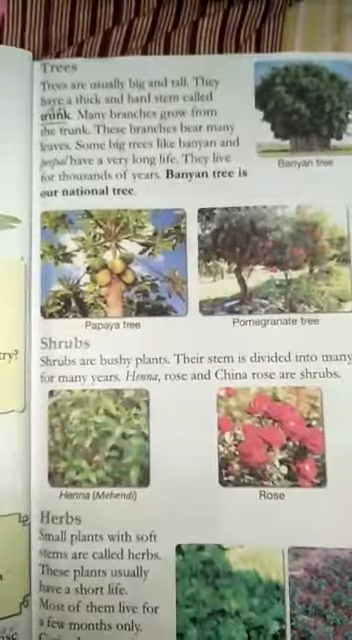 Trees
Trees are usually big and tall. They
have a thick and hard stem called
trunk. Many branches grow from
the trunk. These branches bear many
leaves. Some big trees like banyan and
peepal have a very long life. They live
for thousands of years. Banyan tree is
our national tree.
Banyan tree
Papaya tree
Pomegranate tree
Shrubs
Shrubs are bushy plants. Their stem is divided into many
for many years. Henna, rose and China rose are shrubs.
Henna (Mehendi)
Rose
Herbs
Small plants with soft
stems are called herbs.
These plants usually
have a short life.
Most of them live for
a few months only.